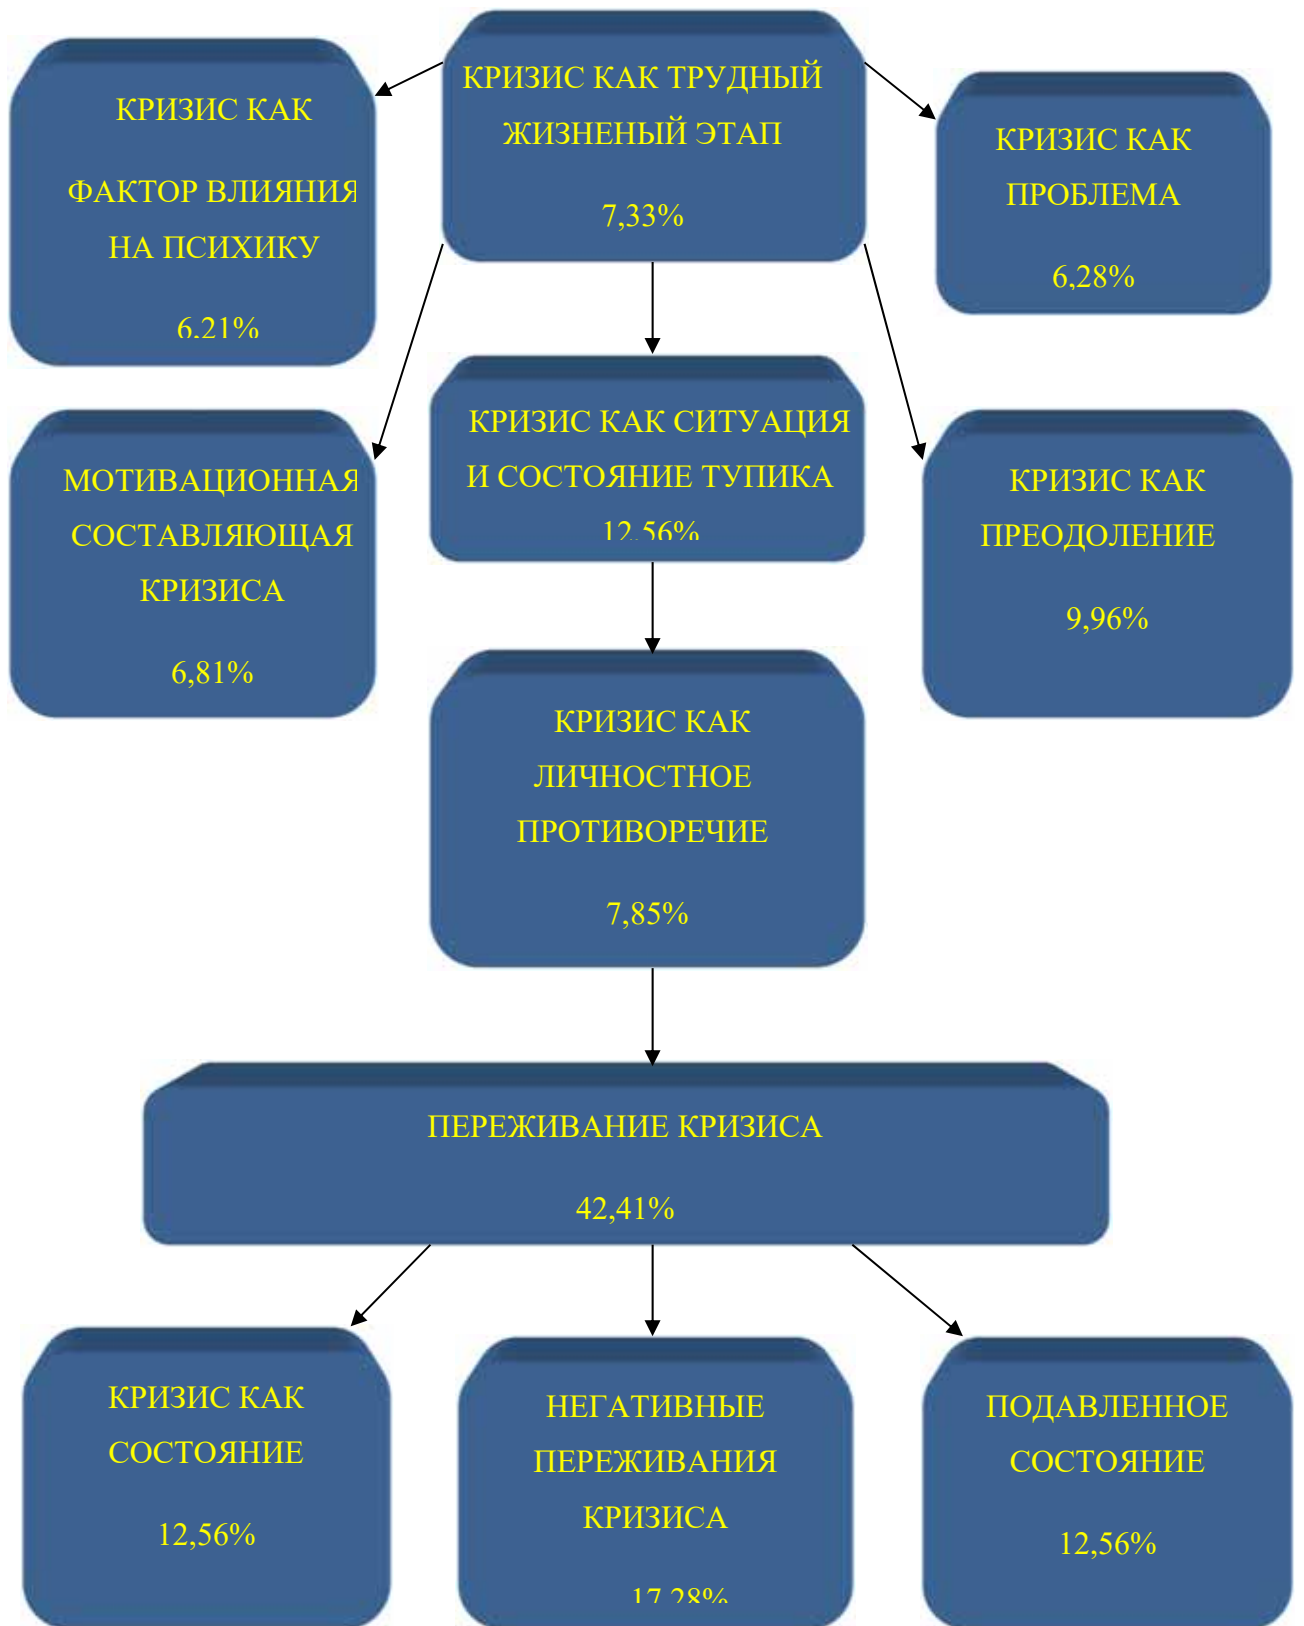 КРИЗИС КАК
ФАКТОР ВЛИЯНИЯ
НА ПСИХИКУ
6,21%
КРИЗИС КАК ТРУДНЫЙ
ЖИЗНЕНЫЙ ЭТАП
7,33%
КРИЗИС КАК
ПРОБЛЕМА
6,28%
МОТИВАЦИОННАЯ
СОСТАВЛЯЮЩАЯ
КРИЗИСА
6,81%
КРИЗИС КАК СИТУАЦИЯ
И СОСТОЯНИЕ ТУПИКА
12,56%
КРИЗИС КАК
ПРЕОДОЛЕНИЕ
9,96%
КРИЗИС КАК
ЛИЧНОСТНОЕ
ПРОТИВОРЕЧИЕ
7,85%
ПЕРЕЖИВАНИЕ КРИЗИСА
42,41%
КРИЗИС КАК
СОСТОЯНИЕ
12,56%
НЕГАТИВНЫЕ
ПЕРЕЖИВАНИЯ
КРИЗИСА
17,28%
ПОДАВЛЕННОЕ
СОСТОЯНИЕ
12,56%